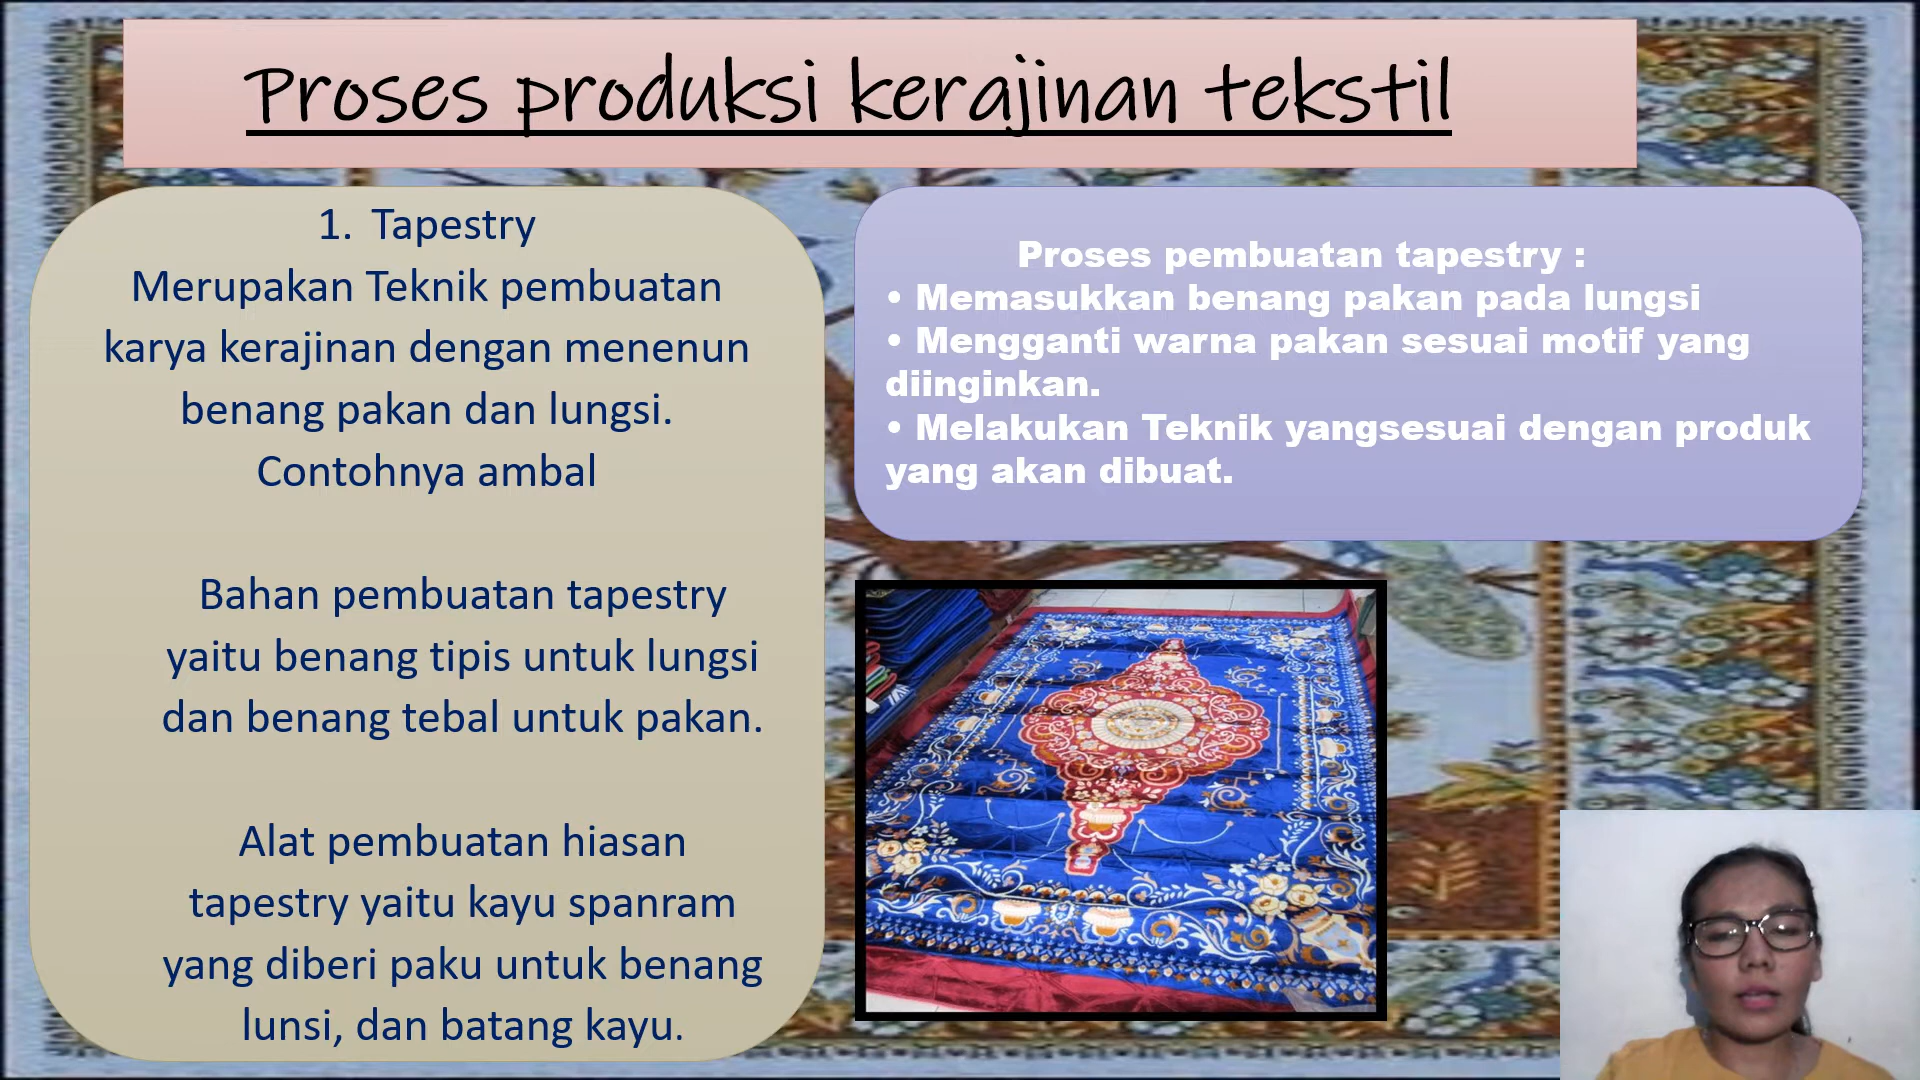 Proses produksi kerajinan tekstil
1. Tapestry
Merupakan Teknik pembuatan
karya kerajinan dengan menenun
benang pakan dan lungsi.
Contohnya ambal
Bahan pembuatan tapestry
yaitu benang tipis untuk lungsi
dan benang tebal untuk pakan.
Alat pembuatan hiasan
tapestry yaitu kayu spanram
yang diberi paku untuk benang
lunsi, dan batang kayu.
Proses pembuatan tapestry :
• Memasukkan benang pakan pada lungsi
• Mengganti warna pakan sesuai motif yang
diinginkan.
• Melakukan Teknik yangsesuai dengan produk
yang akan dibuat.